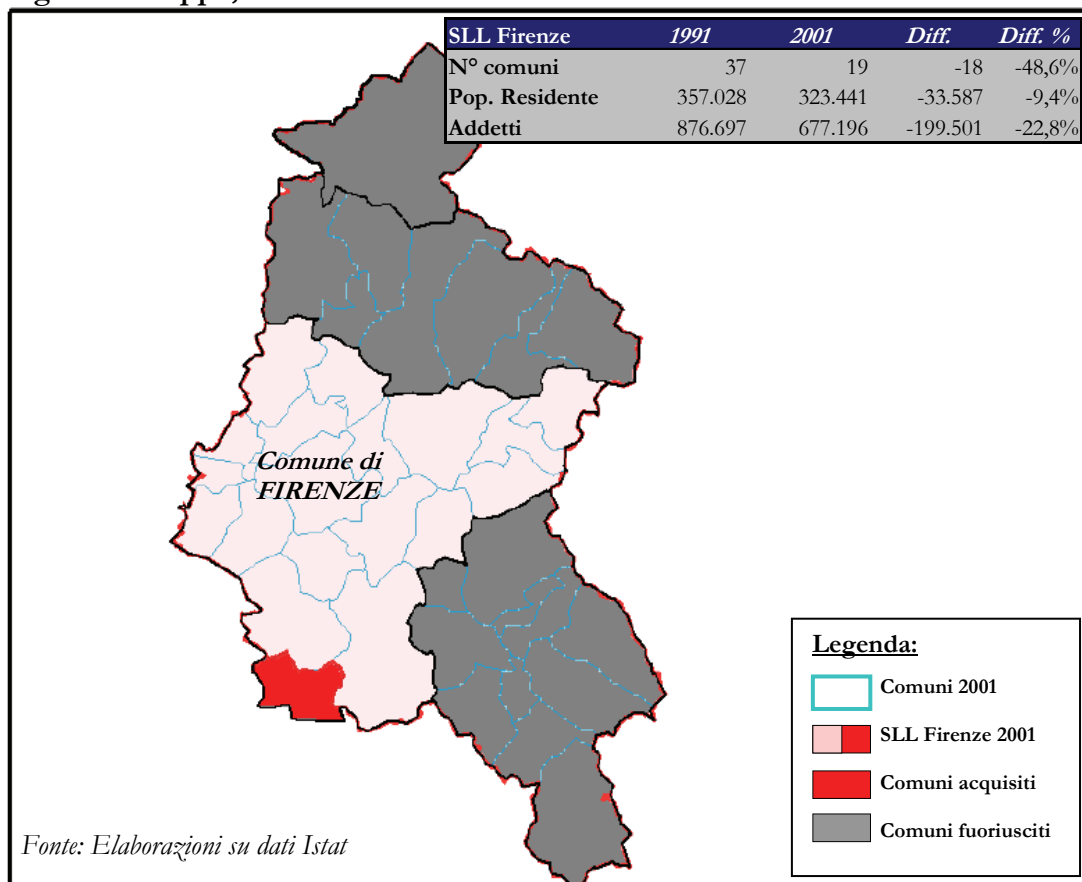 SLL Firenze 1991 2001 Diff. Diff. %
N° comuni 37 19 -18 -48,6%
Pop. Residente 357.028 323.441 -33.587 -9,4%
Addetti 876.697 677.196 -199.501 -22,8%
Comune di
FIRENZE
Legenda:
Comuni 2001
SLL Firenze 2001
Comuni acquisiti
Comuni fuoriusciti
Fonte: Elaborazioni su dati Istat